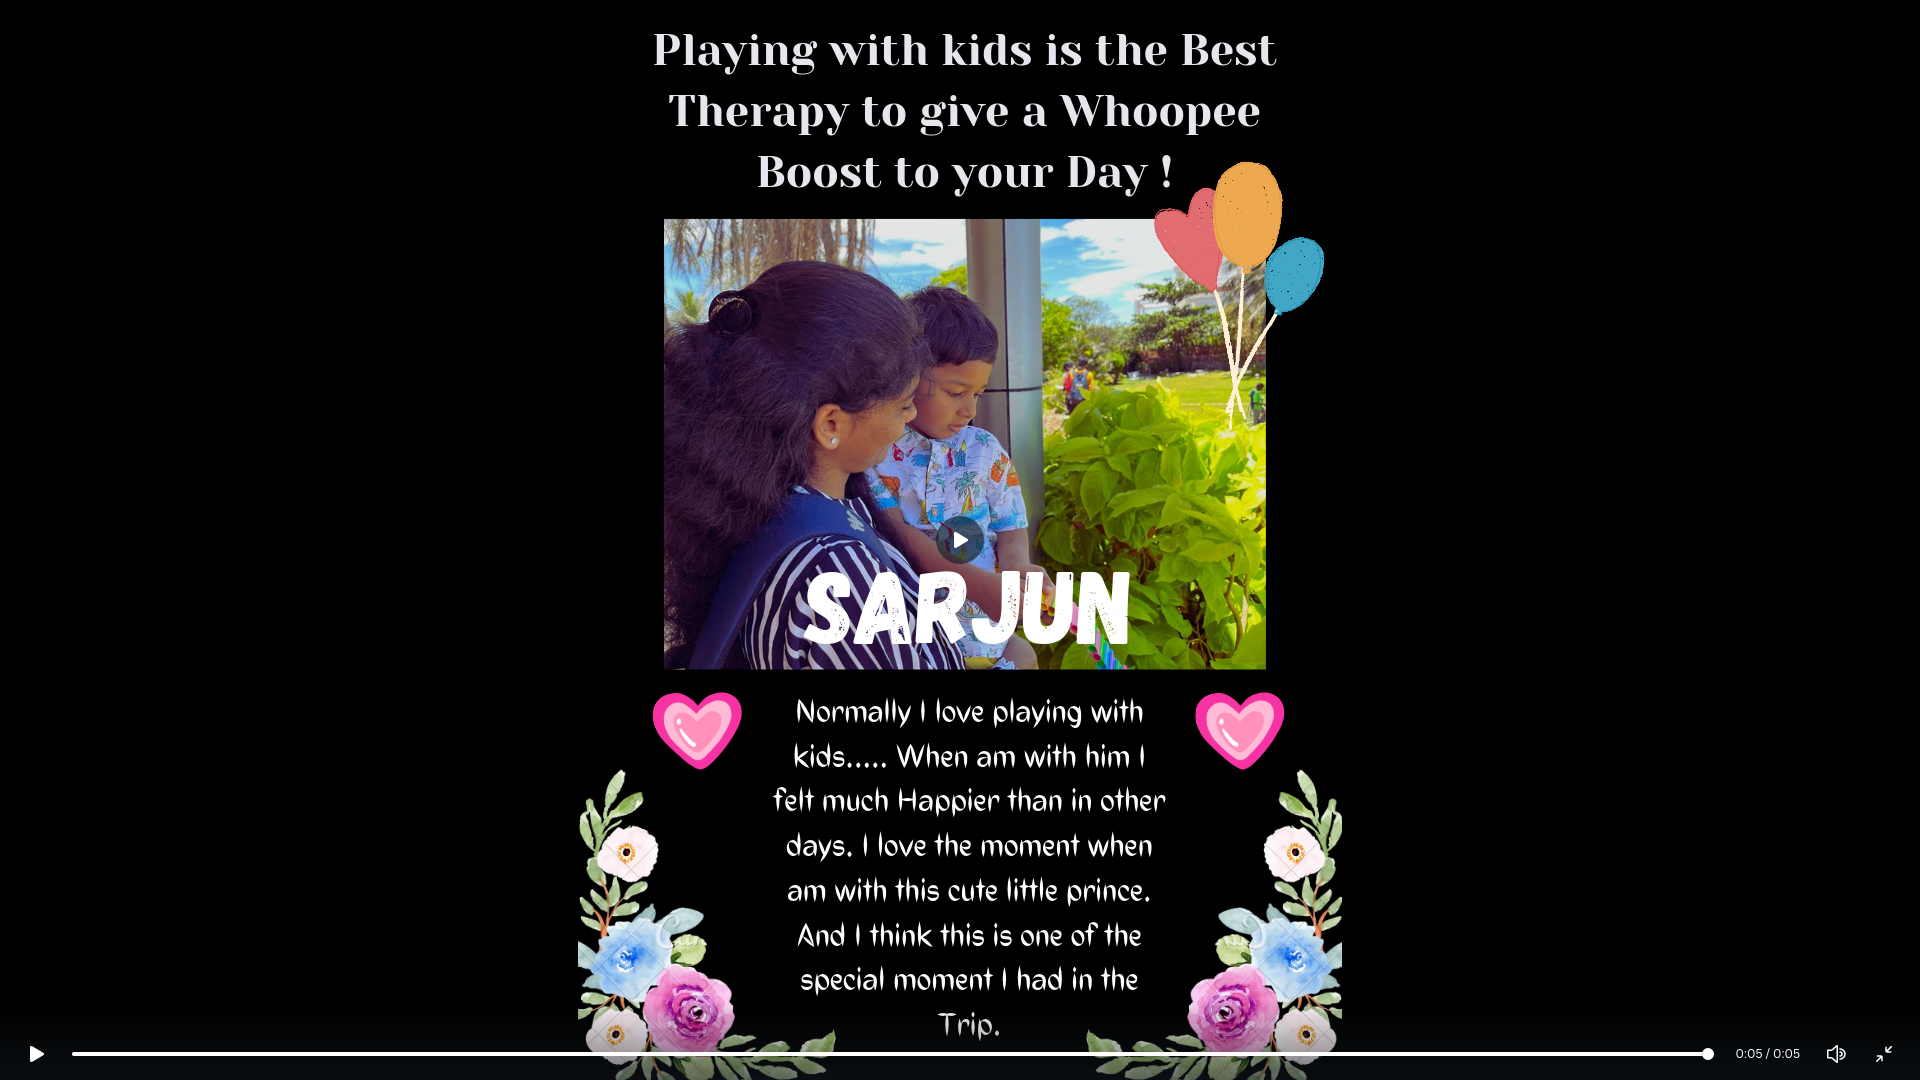 Playing with kids is the Best
Therapy to give a Whoopee
Boost to your Day !
SARJUN
Normally I love playing with
kids..... When am with him I
felt much Happier than in other
days. I love the moment when
am with this cute little prince.
And I think this is one of the
special moment I had in the
Trip.
0:05 / 0:05